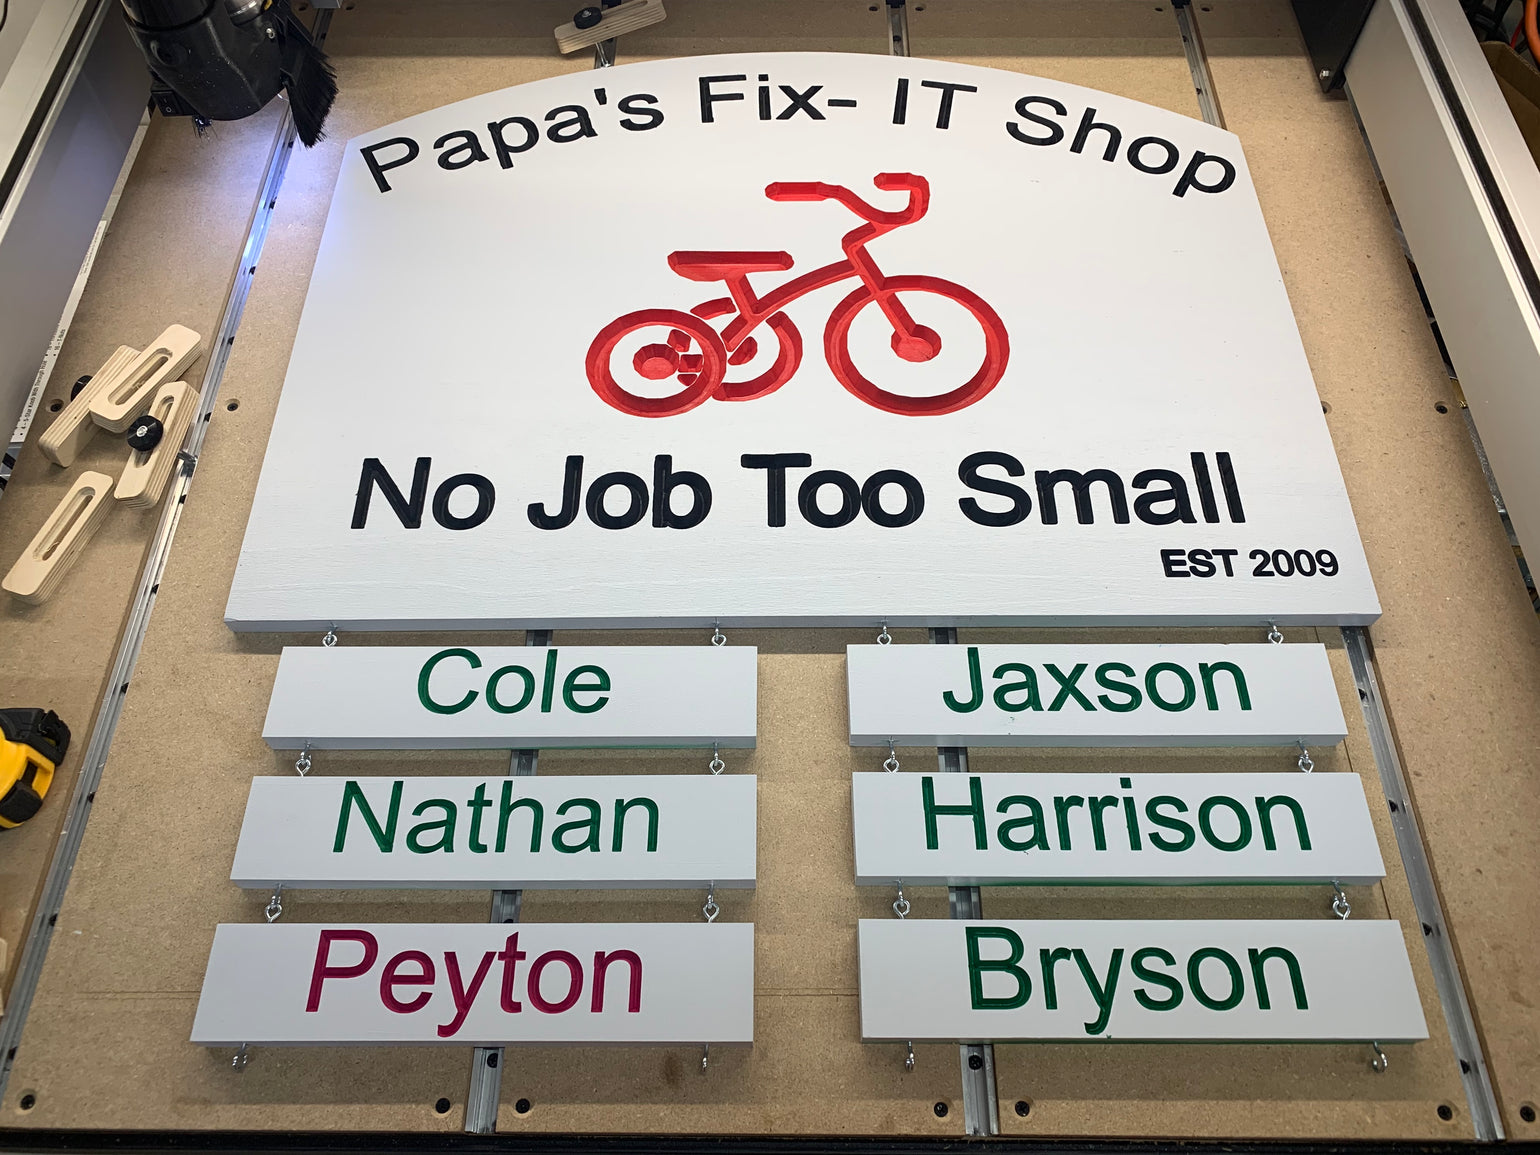 Papa's Fix- IT Shop
No Job Too Small
EST 2009
Cole
Jaxson
Nathan
Harrison
Peyton
Bryson